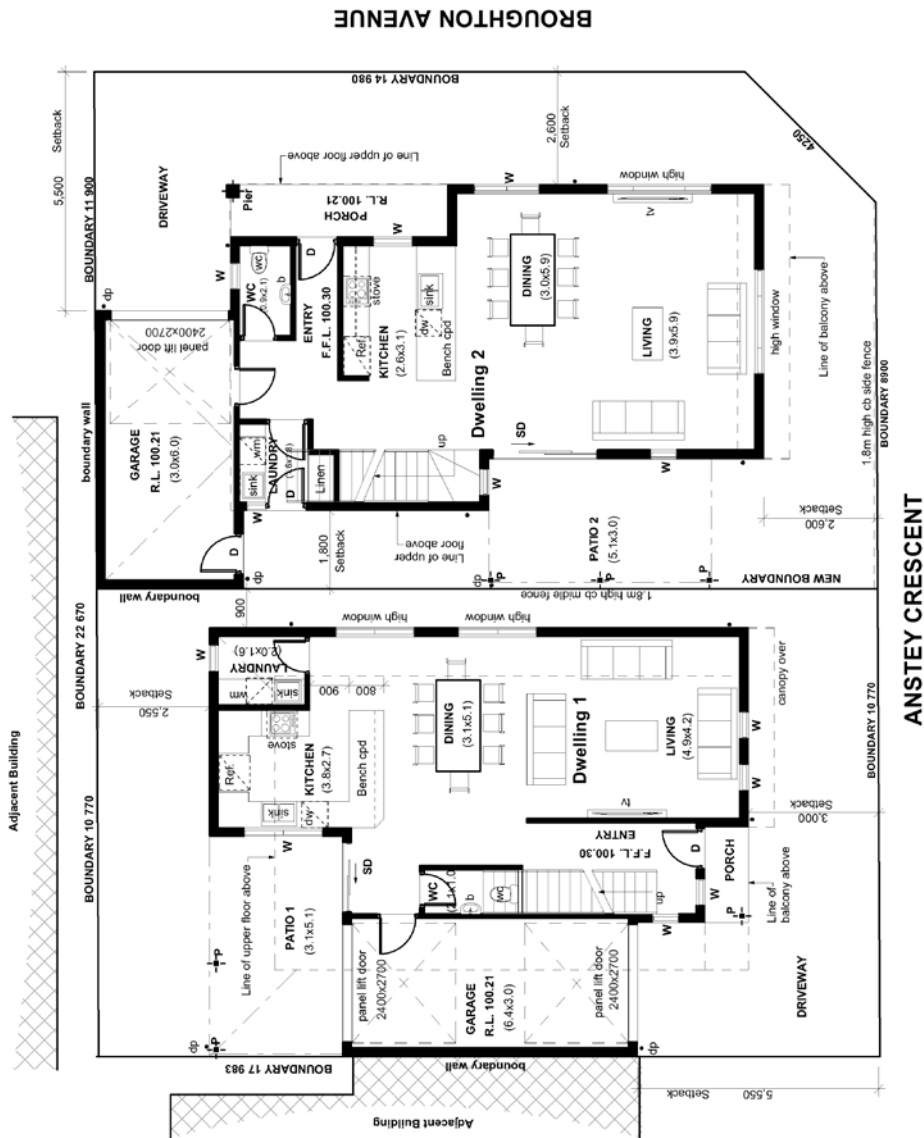 BROUGHTON AVENUE
5,500
Setback
BOUNDARY 14 980
2,600
Setback
4250
BOUNDARY 11 900
DRIVEWAY
Line of upper floor above
Pier
PORCH
R.L. 100.21
W
W
W
high window
tv
dp
WC
wc
b
D
ENTRY
F.F.L. 100.30
stove
Ref.
KITCHEN
(2.6x3.1)
sink
dw
Bench cpd
DINING
(3.0x5.9)
LIVING
(3.9x5.9)
high window
Line of balcony above
panel lift door
2400x2700
boundary wall
GARAGE
R.L. 100.21
(3.0x6.0)
Dwelling 2
wm
LAUNDRY
sink
D
Linen
up
SD
W
W
W
1.8m high cb side fence
BOUNDARY 8900
D
dp
1,800
Setback
Line of upper
floor above
dp
P
P
P
PATIO 2
(5.1x3.0)
2,600
Setback
NEW BOUNDARY
boundary wall
1.8m high cb midle fence
ANSTEY CRESCENT
Adjacent Building
BOUNDARY 22 670
900
high window
high window
W
LAUNDRY
(2.0x1.6)
wm
sink
900
800
Setback
2,550
stove
Ref.
KITCHEN
(3.8x2.7)
sink
dw
Bench cpd
DINING
(3.1x5.1)
Dwelling 1
LIVING
(4.9x4.2)
tv
canopy over
W
W
BOUNDARY 10 770
BOUNDARY 10 770
Setback
3,000
W
SD
Line of upper floor above
PATIO 1
(3.1x5.1)
P
P
dp
WC
b
wc
ENTRY
F.F.L. 100.30
up
D
PORCH
W
W
P
Line of
balcony above
panel lift door
2400x2700
GARAGE
R.L. 100.21
(6.4x3.0)
panel lift door
2400x2700
DRIVEWAY
dp
BOUNDARY 17 983
boundary wall
Adjacent Building
Setback
5,550